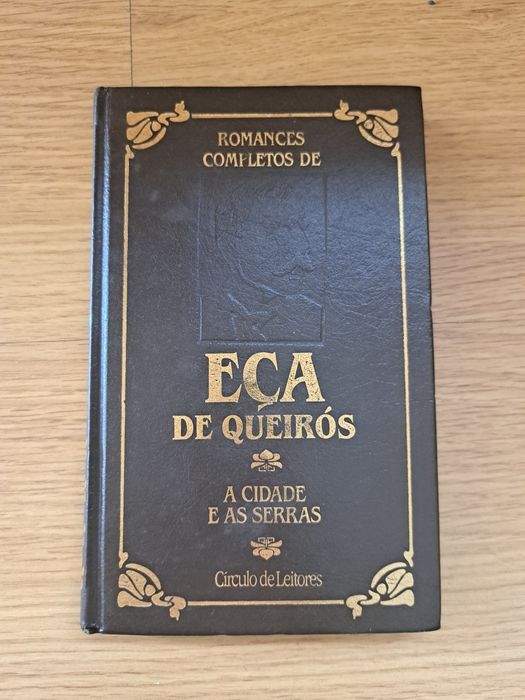 ROMANCES
COMPLETOS DE
EÇA
DE QUEIRÓS
A CIDADE
E AS SERRAS
Círculo de Leitores